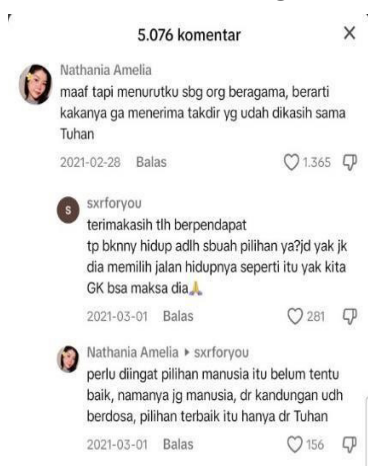 5.076 komentar
Nathania Amelia
maaf tapi menurutku sbg org beragama, berarti
kakanya ga menerima takdir yg udah dikasih sama
Tuhan
2021-02-28 Balas 1.365
s
sxrforyou
terimakasih tlh berpendapat
tp bknny hidup adlh sbuah pilihan ya?jd yak jk
dia memilih jalan hidupnya seperti itu yak kita
GK bsa maksa dia🙏
2021-03-01 Balas 281
Nathania Amelia ▸ sxrforyou
perlu diingat pilihan manusia itu belum tentu
baik, namanya jg manusia, dr kandungan udh
berdosa, pilihan terbaik itu hanya dr Tuhan
2021-03-01 Balas 156